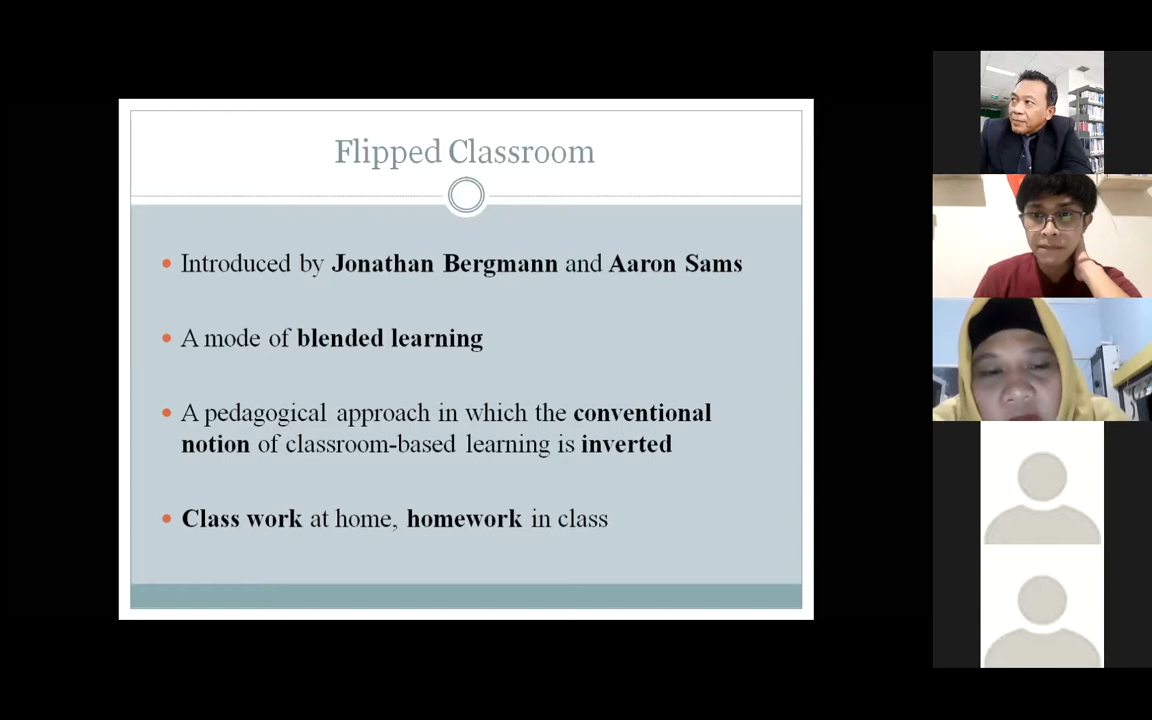 Flipped Classroom
• Introduced by Jonathan Bergmann and Aaron Sams
• A mode of blended learning
• A pedagogical approach in which the conventional
notion of classroom-based learning is inverted
• Class work at home, homework in class